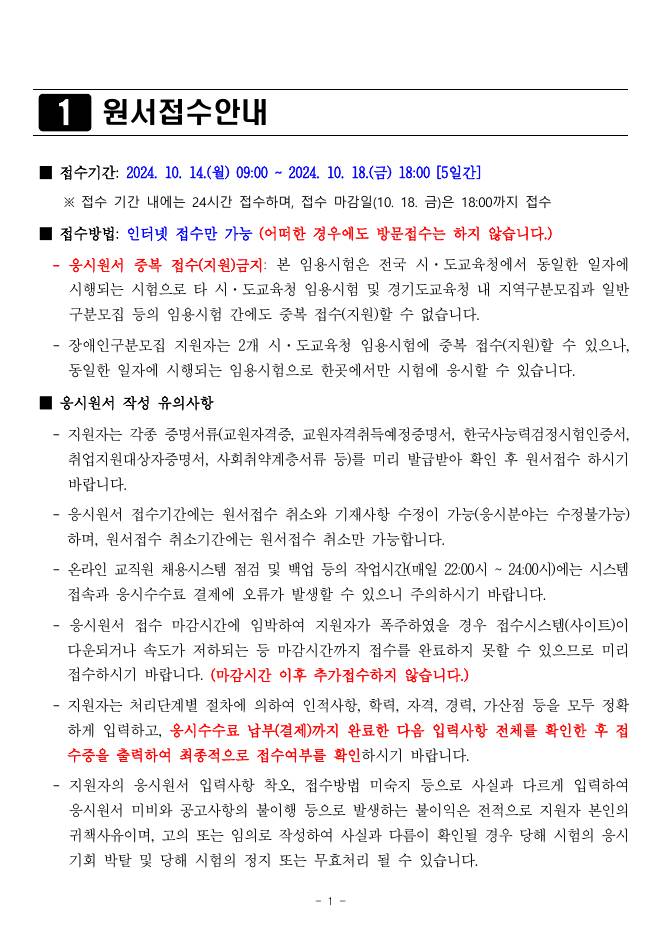 1 원서접수안내
■ 접수기간: 2024. 10. 14.(월) 09:00 ~ 2024. 10. 18.(금) 18:00 [5일간]
※ 접수 기간 내에는 24시간 접수하며, 접수 마감일(10. 18. 금)은 18:00까지 접수
■ 접수방법: 인터넷 접수만 가능 (어떠한 경우에도 방문접수는 하지 않습니다.)
- 응시원서 중복 접수(지원)금지: 본 임용시험은 전국 시·도교육청에서 동일한 일자에
시행되는 시험으로 타 시·도교육청 임용시험 및 경기도교육청 내 지역구분모집과 일반
구분모집 등의 임용시험 간에도 중복 접수(지원)할 수 없습니다.
- 장애인구분모집 지원자는 2개 시·도교육청 임용시험에 중복 접수(지원)할 수 있으나,
동일한 일자에 시행되는 임용시험으로 한곳에서만 시험에 응시할 수 있습니다.
■ 응시원서 작성 유의사항
- 지원자는 각종 증명서류(교원자격증, 교원자격취득예정증명서, 한국사능력검정시험인증서,
취업지원대상자증명서, 사회취약계층서류 등)를 미리 발급받아 확인 후 원서접수 하시기
바랍니다.
- 응시원서 접수기간에는 원서접수 취소와 기재사항 수정이 가능(응시분야는 수정불가능)
하며, 원서접수 취소기간에는 원서접수 취소만 가능합니다.
- 온라인 교직원 채용시스템 점검 및 백업 등의 작업시간(매일 22:00시 ~ 24:00시)에는 시스템
접속과 응시수수료 결제에 오류가 발생할 수 있으니 주의하시기 바랍니다.
- 응시원서 접수 마감시간에 임박하여 지원자가 폭주하였을 경우 접수시스템(사이트)이
다운되거나 속도가 저하되는 등 마감시간까지 접수를 완료하지 못할 수 있으므로 미리
접수하시기 바랍니다. (마감시간 이후 추가접수하지 않습니다.)
- 지원자는 처리단계별 절차에 의하여 인적사항, 학력, 자격, 경력, 가산점 등을 모두 정확
하게 입력하고, 응시수수료 납부(결제)까지 완료한 다음 입력사항 전체를 확인한 후 접
수증을 출력하여 최종적으로 접수여부를 확인하시기 바랍니다.
- 지원자의 응시원서 입력사항 착오, 접수방법 미숙지 등으로 사실과 다르게 입력하여
응시원서 미비와 공고사항의 불이행 등으로 발생하는 불이익은 전적으로 지원자 본인의
귀책사유이며, 고의 또는 임의로 작성하여 사실과 다름이 확인될 경우 당해 시험의 응시
기회 박탈 및 당해 시험의 정지 또는 무효처리 될 수 있습니다.
- 1 -